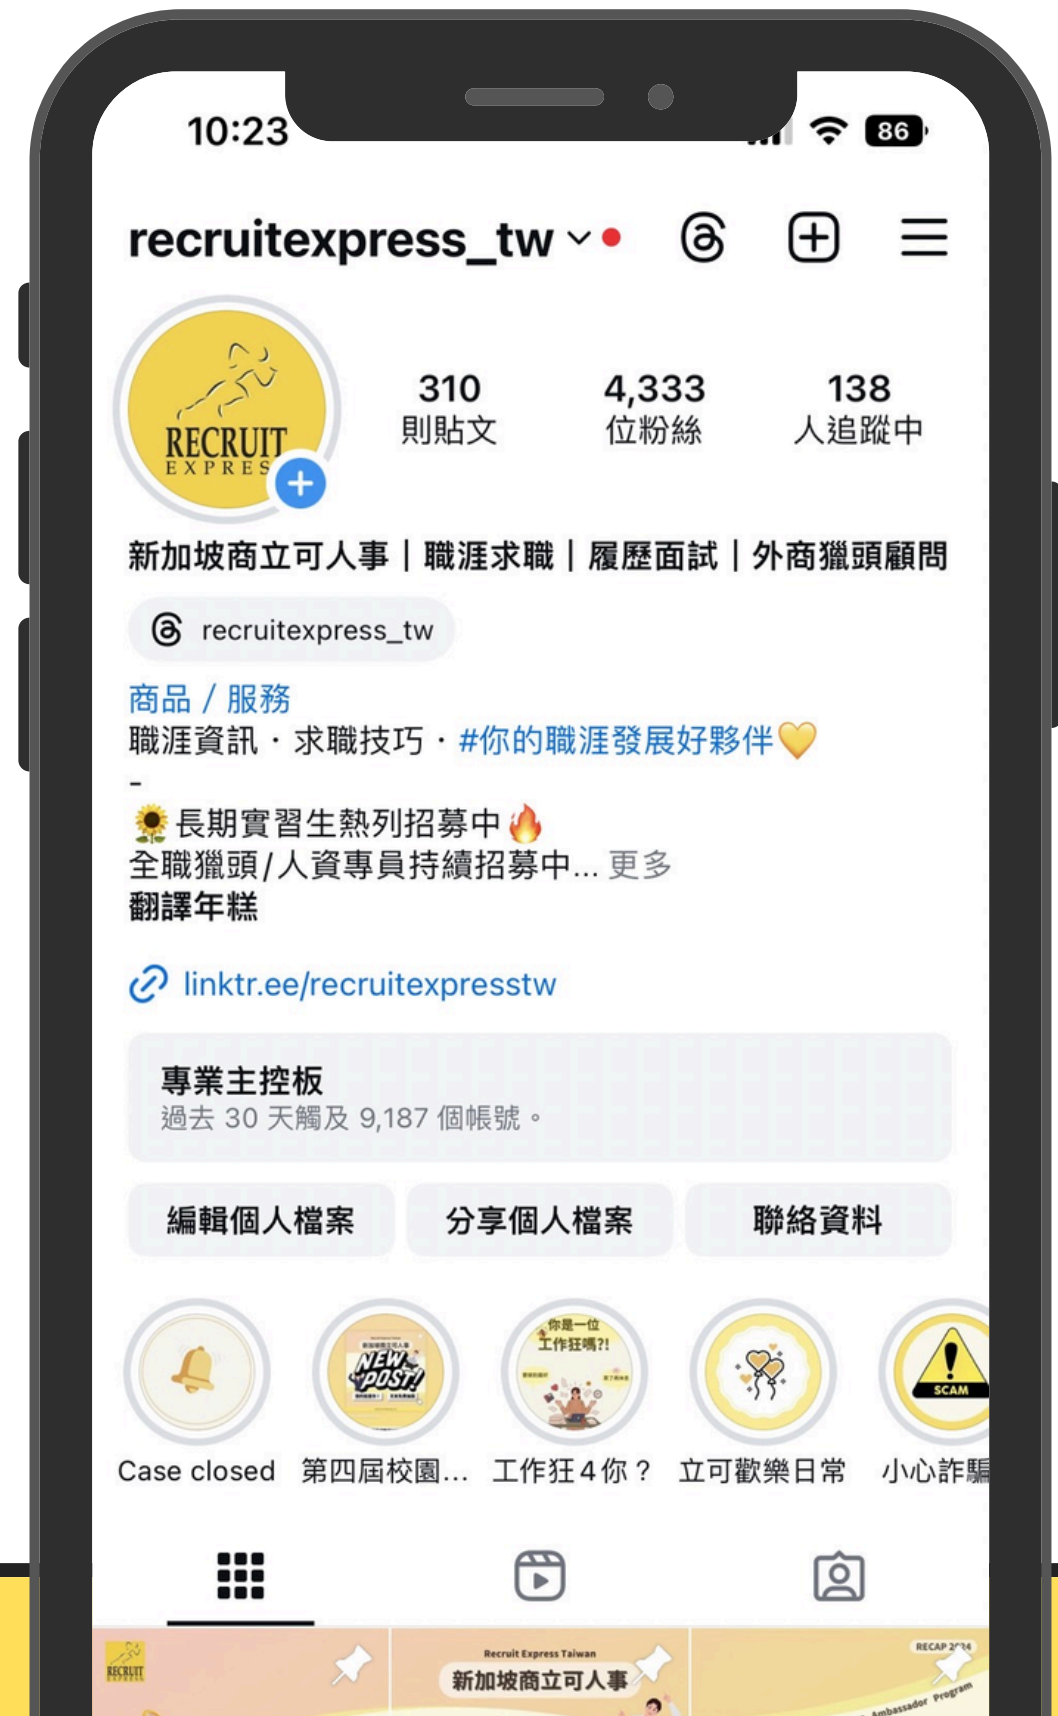 10:23
86
recruitexpress_tw
RECRUIT
EXPRES
310
4,333
138
則貼文
位粉絲
人追蹤中
新加坡商立可人事｜職涯求職｜履歷面試｜外商獵頭顧問
recruitexpress_tw
商品 / 服務
職涯資訊・求職技巧・#你的職涯發展好夥伴💛
-
🌻長期實習生熱列招募中🔥
全職獵頭/人資專員持續招募中... 更多
翻譯年糕
linktr.ee/recruitexpresstw
專業主控板
過去 30 天觸及 9,187 個帳號。
編輯個人檔案
分享個人檔案
聯絡資料
NEW
POST!
你是一位
工作狂嗎?!
SCAM
Case closed
第四屆校園...
工作狂4你？
立可歡樂日常
小心詐騙
RECRUIT
EXPRESS
Recruit Express Taiwan
新加坡商立可人事
RECAP 2024
Ambassador Program